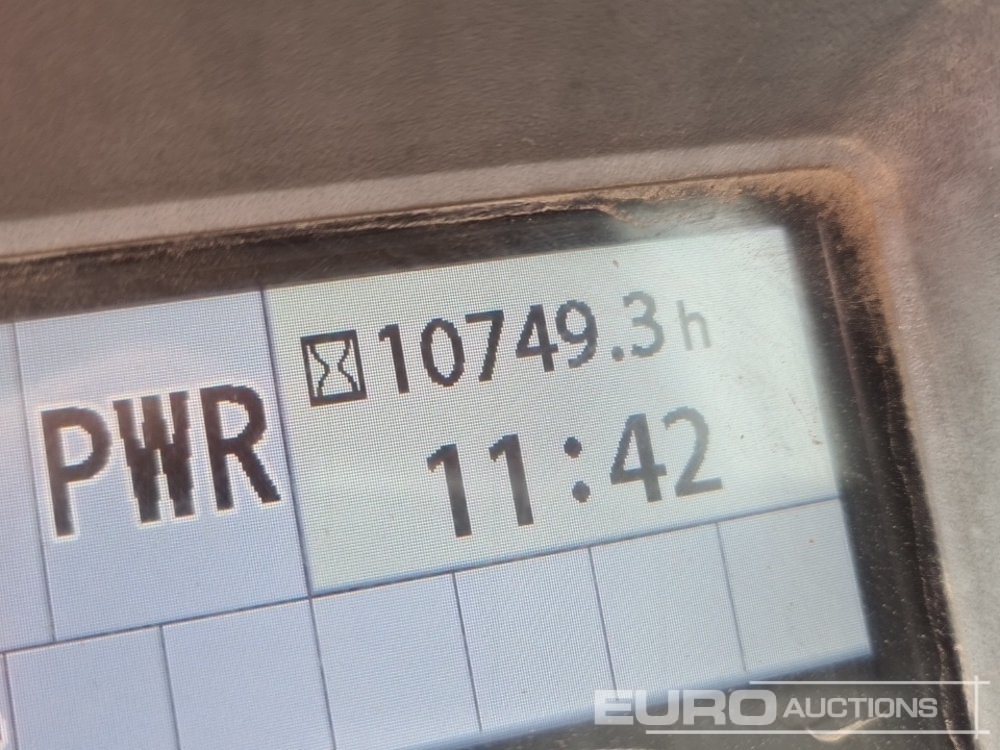 PWR
10749.3 h
11:42
EURO AUCTIONS